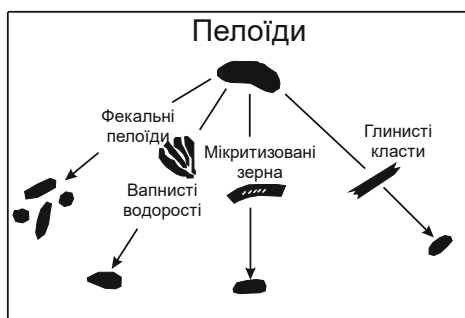 Пелоїди
Фекальні
пелоїди
Вапнисті
водорості
Мікритизовані
зерна
Глинисті
класти